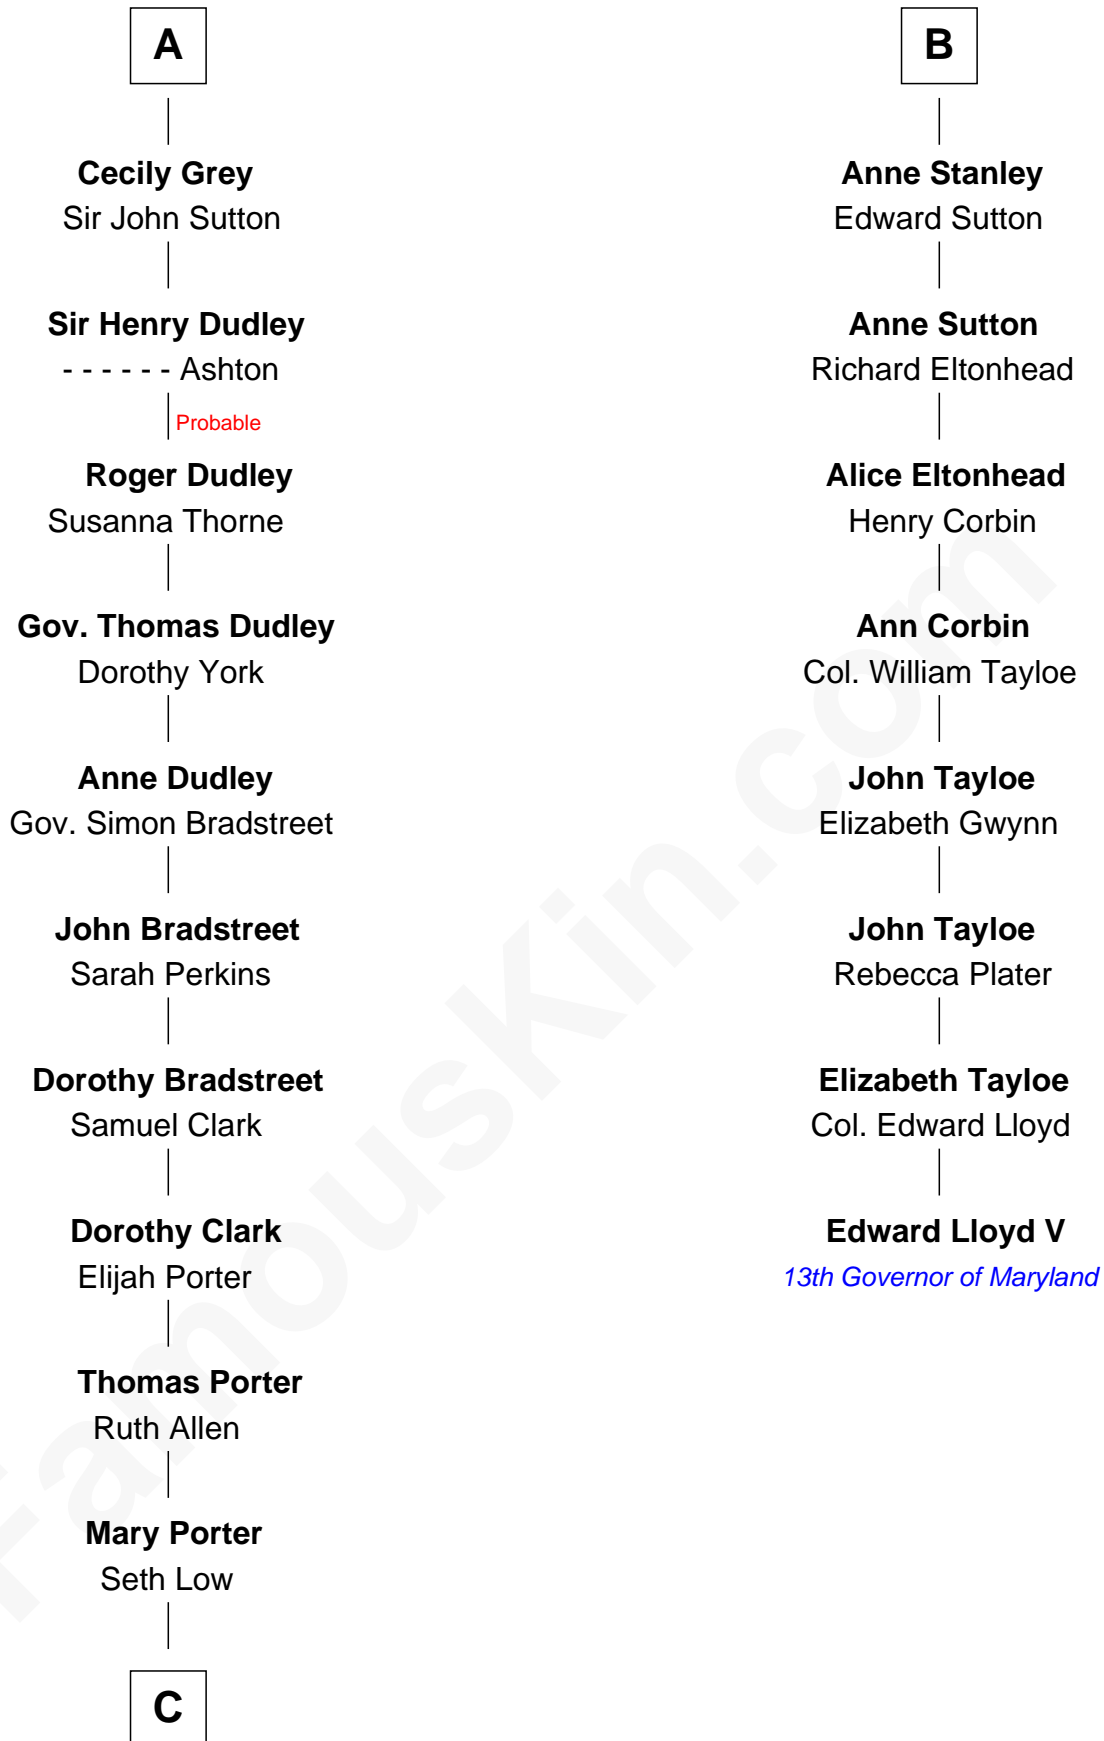 A
Cecily Grey
Sir John Sutton
Sir Henry Dudley
- - - - - - Ashton
Probable
Roger Dudley
Susanna Thorne
Gov. Thomas Dudley
Dorothy York
Anne Dudley
Gov. Simon Bradstreet
John Bradstreet
Sarah Perkins
Dorothy Bradstreet
Samuel Clark
Dorothy Clark
Elijah Porter
Thomas Porter
Ruth Allen
Mary Porter
Seth Low
C
B
Anne Stanley
Edward Sutton
Anne Sutton
Richard Eltonhead
Alice Eltonhead
Henry Corbin
Ann Corbin
Col. William Tayloe
John Tayloe
Elizabeth Gwynn
John Tayloe
Rebecca Plater
Elizabeth Tayloe
Col. Edward Lloyd
Edward Lloyd V
13th Governor of Maryland
FamousKin.com